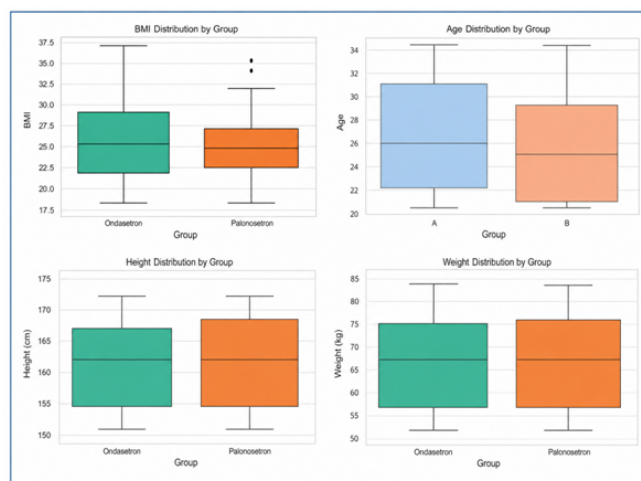 BMI Distribution by Group
37.5
35.0
32.5
30.0
27.5
25.0
22.5
20.0
17.5
BMI
Ondasetron
Palonosetron
Group
Age Distribution by Group
34
32
30
28
26
24
22
20
Age
A
B
Group
Height Distribution by Group
175
170
165
160
155
150
Height (cm)
Ondasetron
Palonosetron
Group
Weight Distribution by Group
85
80
75
70
65
60
55
50
Weight (kg)
Ondasetron
Palonosetron
Group